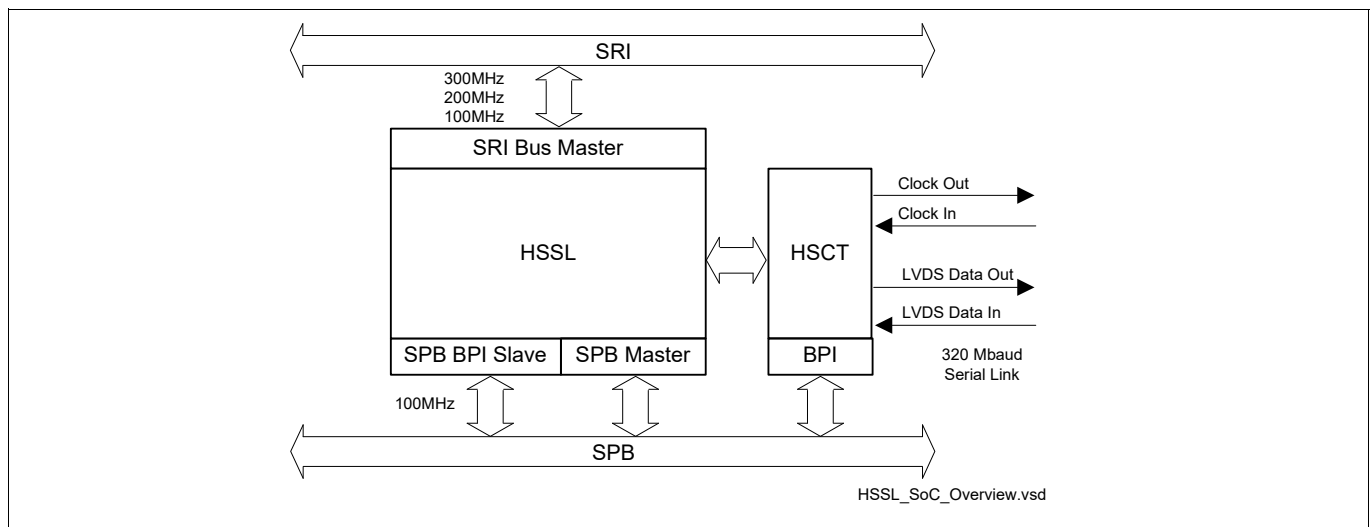 SRI
300MHz
200MHz
100MHz
SRI Bus Master
HSSL
HSCT
Clock Out
Clock In
LVDS Data Out
LVDS Data In
SPB BPI Slave
SPB Master
BPI
320 Mbaud
Serial Link
100MHz
SPB
HSSL_SoC_Overview.vsd